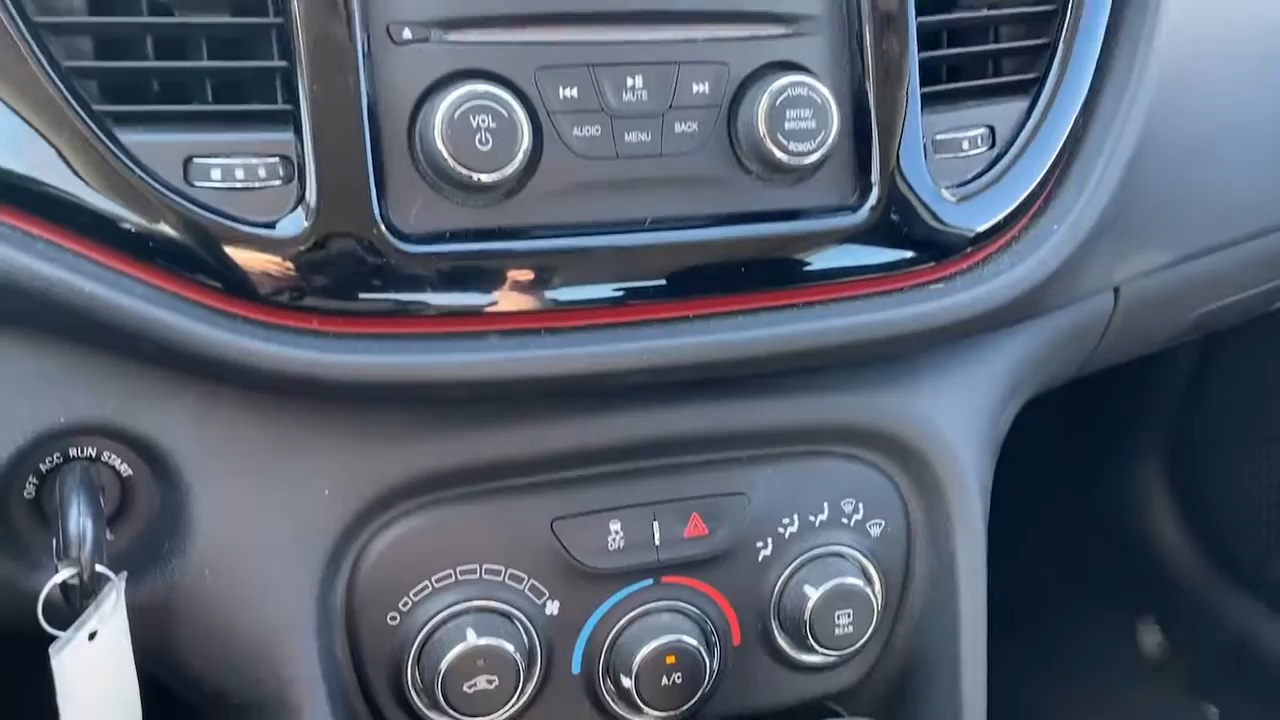 VOL
MUTE
AUDIO
MENU
BACK
TUNE
ENTER/
BROWSE
SCROLL
OFF ACC RUN START
OFF
A/C
REAR